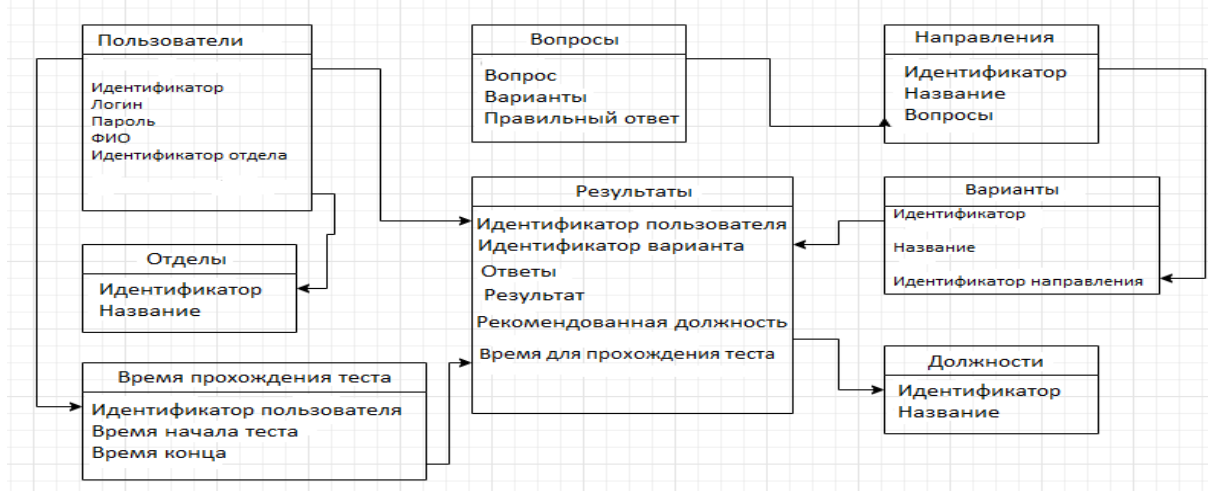 Пользователи
Идентификатор
Логин
Пароль
ФИО
Идентификатор отдела
Вопросы
Вопрос
Варианты
Правильный ответ
Направления
Идентификатор
Название
Вопросы
Отделы
Идентификатор
Название
Результаты
Идентификатор пользователя
Идентификатор варианта
Ответы
Результат
Рекомендованная должность
Время для прохождения теста
Варианты
Идентификатор
Название
Идентификатор направления
Время прохождения теста
Идентификатор пользователя
Время начала теста
Время конца
Должности
Идентификатор
Название